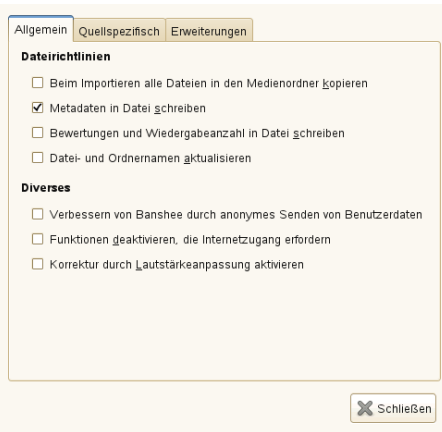 Allgemein Quellspezifisch Erweiterungen
Dateirichtlinien
Beim Importieren alle Dateien in den Medienordner kopieren
Metadaten in Datei schreiben
Bewertungen und Wiedergabeanzahl in Datei schreiben
Datei- und Ordnernamen aktualisieren
Diverses
Verbessern von Banshee durch anonymes Senden von Benutzerdaten
Funktionen deaktivieren, die Internetzugang erfordern
Korrektur durch Lautstärkeanpassung aktivieren
Schließen